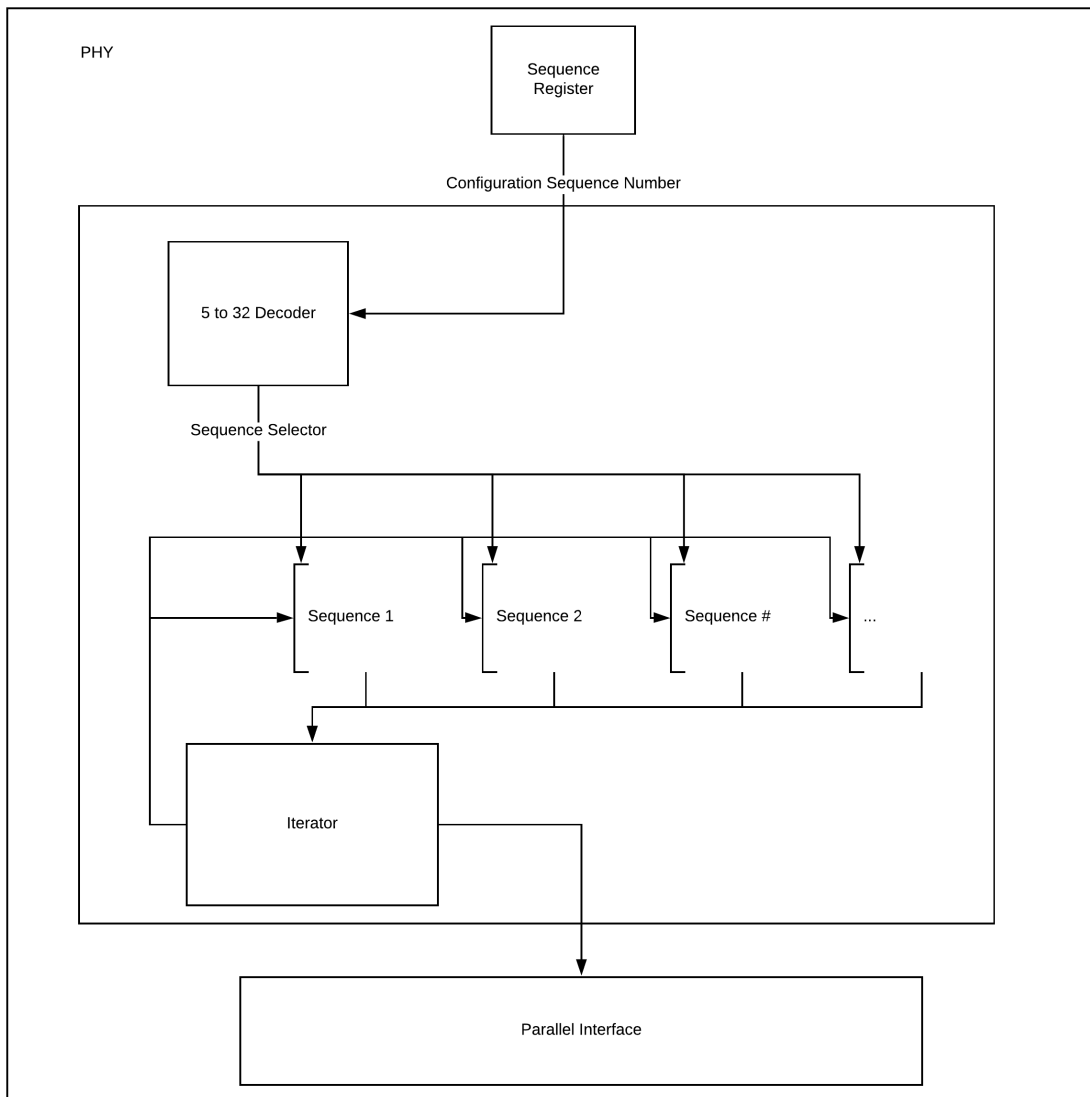 PHY
Sequence
Register
Configuration Sequence Number
5 to 32 Decoder
Sequence Selector
Sequence 1
Sequence 2
Sequence #
...
Iterator
Parallel Interface